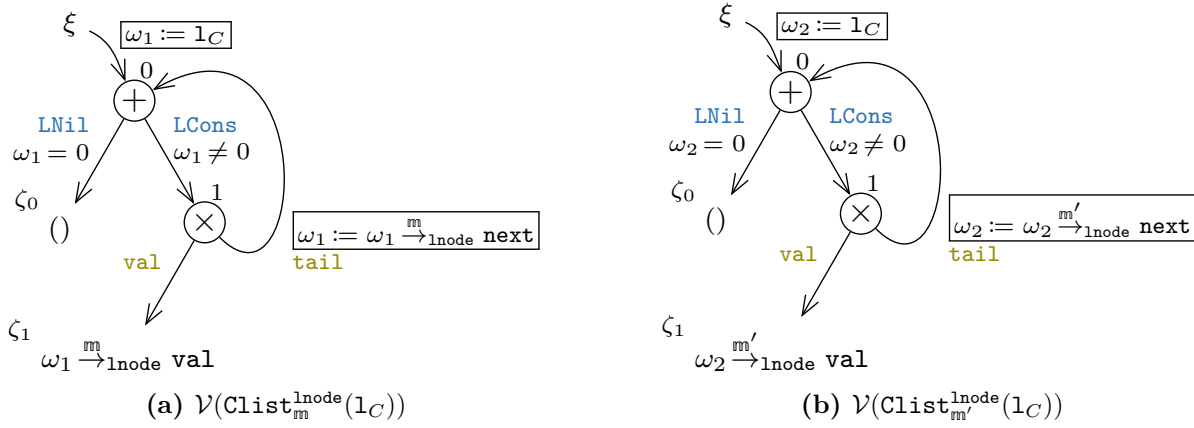 ξ
ω₁ := l_C
0
+
LNil
LCons
ω₁ = 0
ω₁ ≠ 0
ζ₀
()
1
×
ω₁ := ω₁ →^𝕞_lnode next
val
tail
ζ₁
ω₁ →^𝕞_lnode val
(a) 𝒱(Clist^lnode_𝕞(l_C))
ξ
ω₂ := l_C
0
+
LNil
LCons
ω₂ = 0
ω₂ ≠ 0
ζ₀
()
1
×
ω₂ := ω₂ →^𝕞′_lnode next
val
tail
ζ₁
ω₂ →^𝕞′_lnode val
(b) 𝒱(Clist^lnode_𝕞′(l_C))